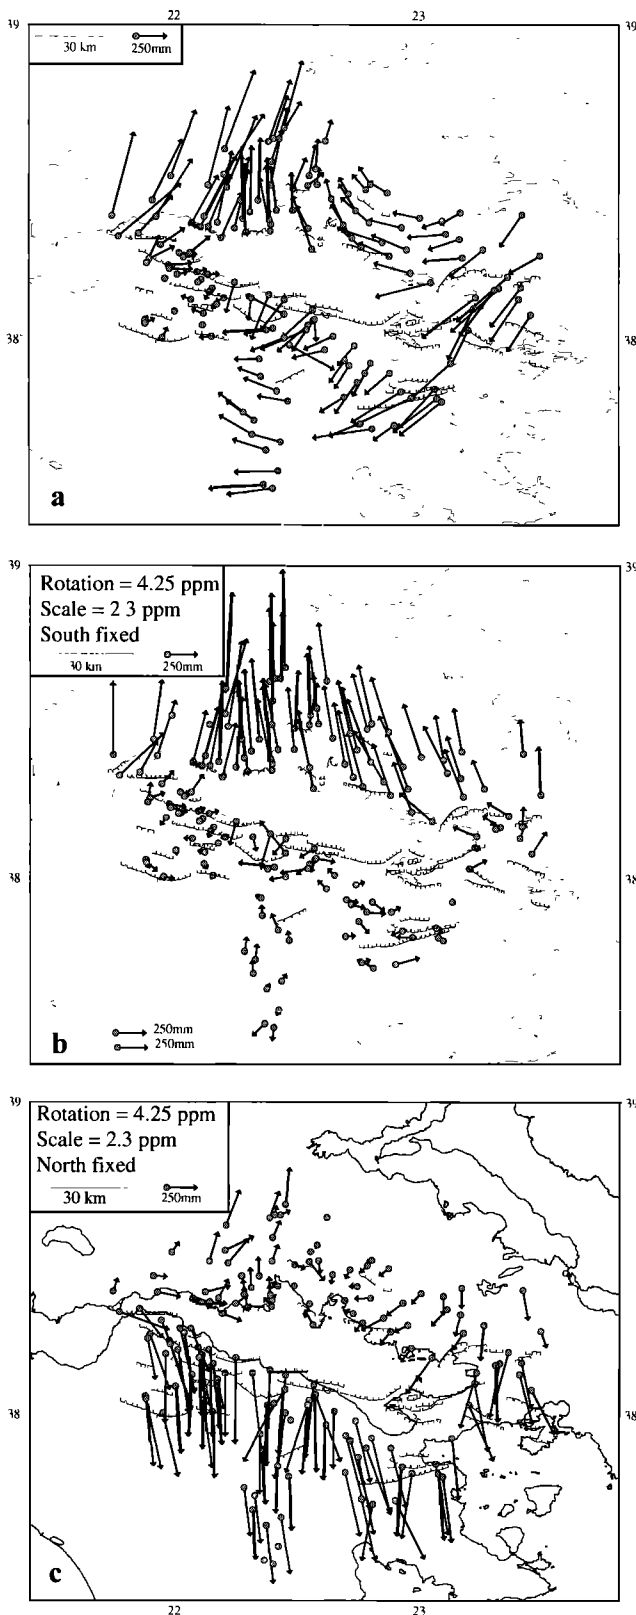 22 23
39 39
30 km 250mm
38 38
a
39 39
Rotation = 4.25 ppm
Scale = 2 3 ppm
South fixed
30 km 250mm
38 38
250mm
250mm
b
39 39
Rotation = 4.25 ppm
Scale = 2.3 ppm
North fixed
30 km 250mm
38 38
c
22 23